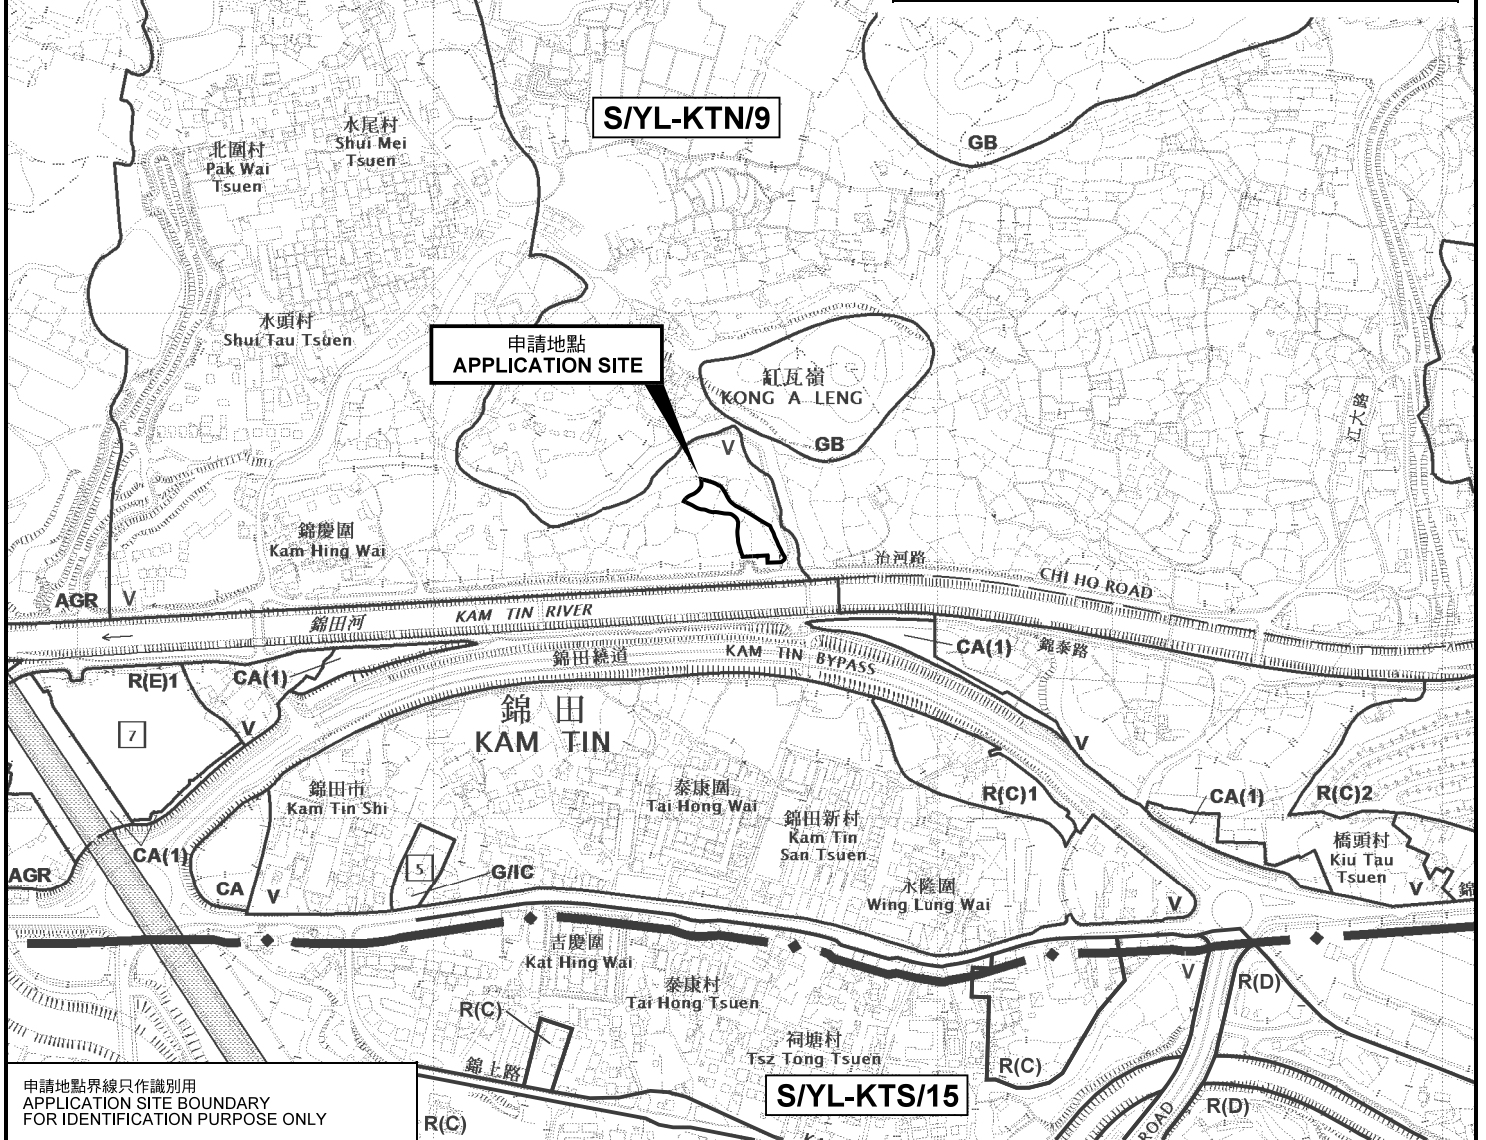 S/YL-KTN/9
水尾村
Shui Mei
Tsuen
北圍村
Pak Wai
Tsuen
GB
水頭村
Shui Tau Tsuen
申請地點
APPLICATION SITE
缸瓦嶺
KONG A LENG
GB
V
江大路
錦慶圍
Kam Hing Wai
AGR
V
治河路
CHI HO ROAD
KAM TIN RIVER
錦田河
錦田繞道
KAM TIN BYPASS
CA(1)
錦泰路
R(E)1
CA(1)
V
7
錦田
KAM TIN
V
錦田市
Kam Tin Shi
泰康圍
Tai Hong Wai
錦田新村
Kam Tin
San Tsuen
R(C)1
CA(1)
R(C)2
橋頭村
Kiu Tau
Tsuen
V
錦
CA(1)
AGR
CA
V
5
G/IC
永隆圍
Wing Lung Wai
V
吉慶圍
Kat Hing Wai
泰康村
Tai Hong Tsuen
V
R(D)
R(C)
祠塘村
Tsz Tong Tsuen
R(C)
錦上路
S/YL-KTS/15
R(D)
ROAD
R(C)
KA
申請地點界線只作識別用
APPLICATION SITE BOUNDARY
FOR IDENTIFICATION PURPOSE ONLY